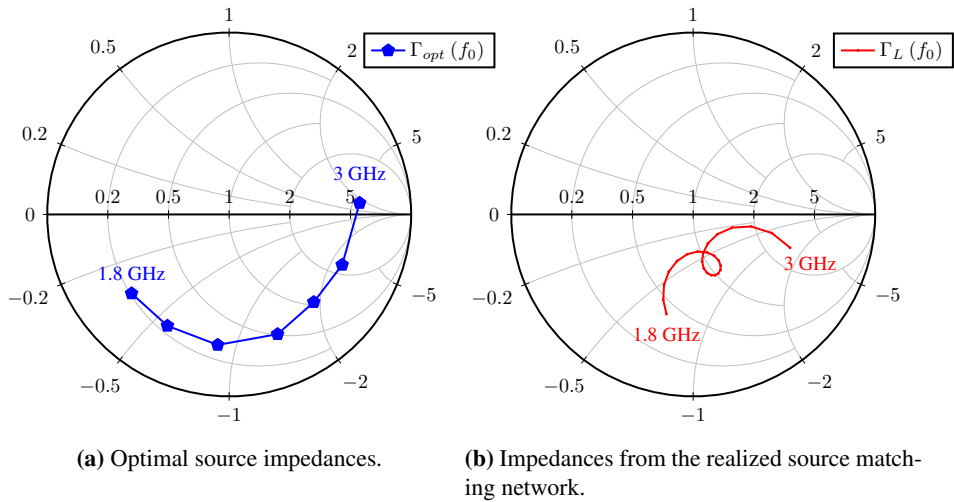 1
0.5
2
Γopt (f0)
0.2
5
3 GHz
0.2 0.5 1 2 5
0
1.8 GHz
−0.2
−5
−0.5
−2
−1
1
0.5
2
ΓL (f0)
0.2
5
0.2 0.5 1 2 5
0
3 GHz
−0.2
−5
1.8 GHz
−0.5
−2
−1
(a) Optimal source impedances.
(b) Impedances from the realized source match-
ing network.